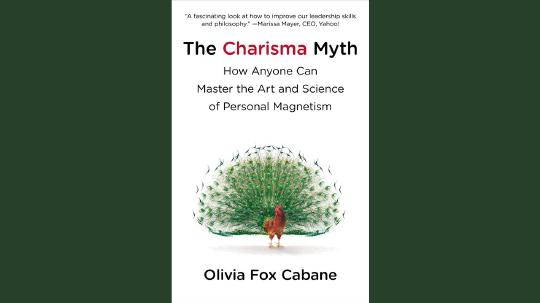 "A fascinating look at how to improve our leadership skills
and philosophy." —Marissa Mayer, CEO, Yahoo!
The Charisma Myth
How Anyone Can
Master the Art and Science
of Personal Magnetism
Olivia Fox Cabane